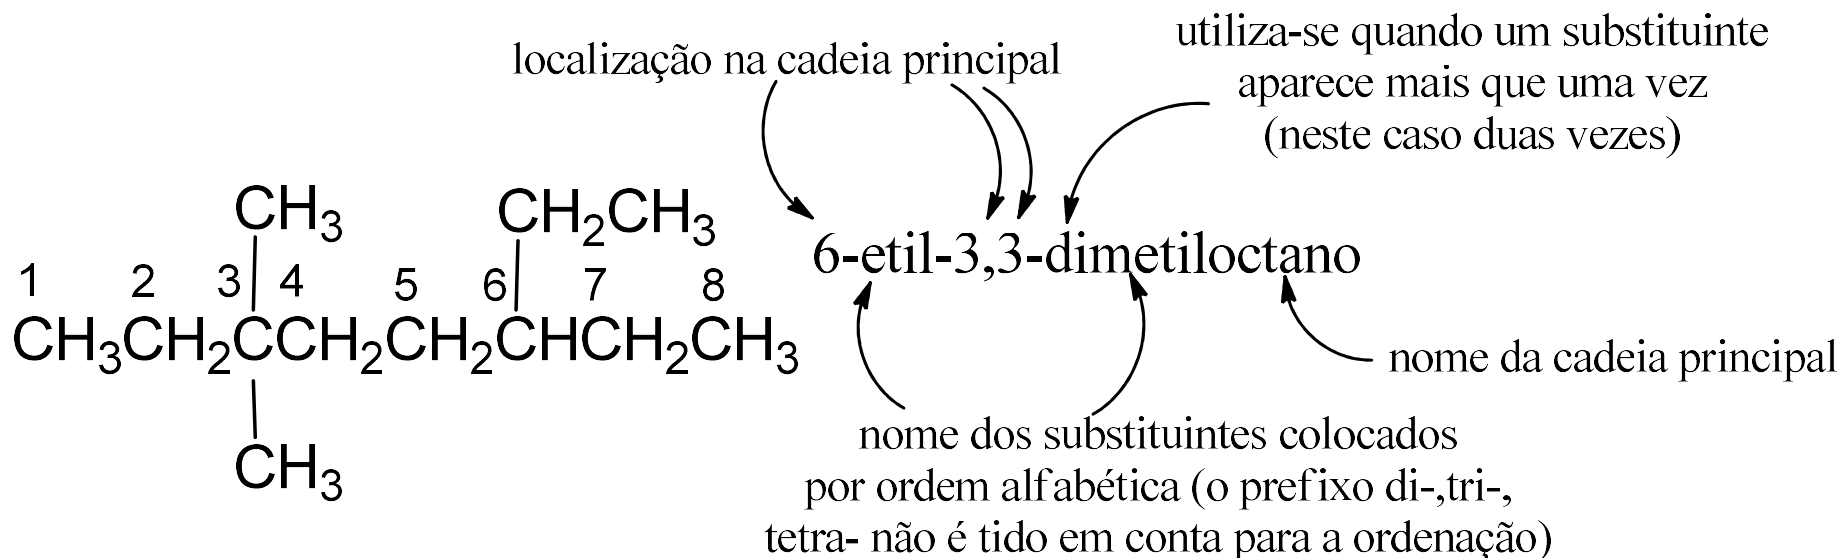 localização na cadeia principal
utiliza-se quando um substituinte
aparece mais que uma vez
(neste caso duas vezes)
CH₃
CH₂CH₃
1 2 3 4 5 6 7 8
CH₃CH₂CCH₂CH₂CHCH₂CH₃
CH₃
6-etil-3,3-dimetiloctano
nome da cadeia principal
nome dos substituintes colocados
por ordem alfabética (o prefixo di-,tri-,
tetra- não é tido em conta para a ordenação)